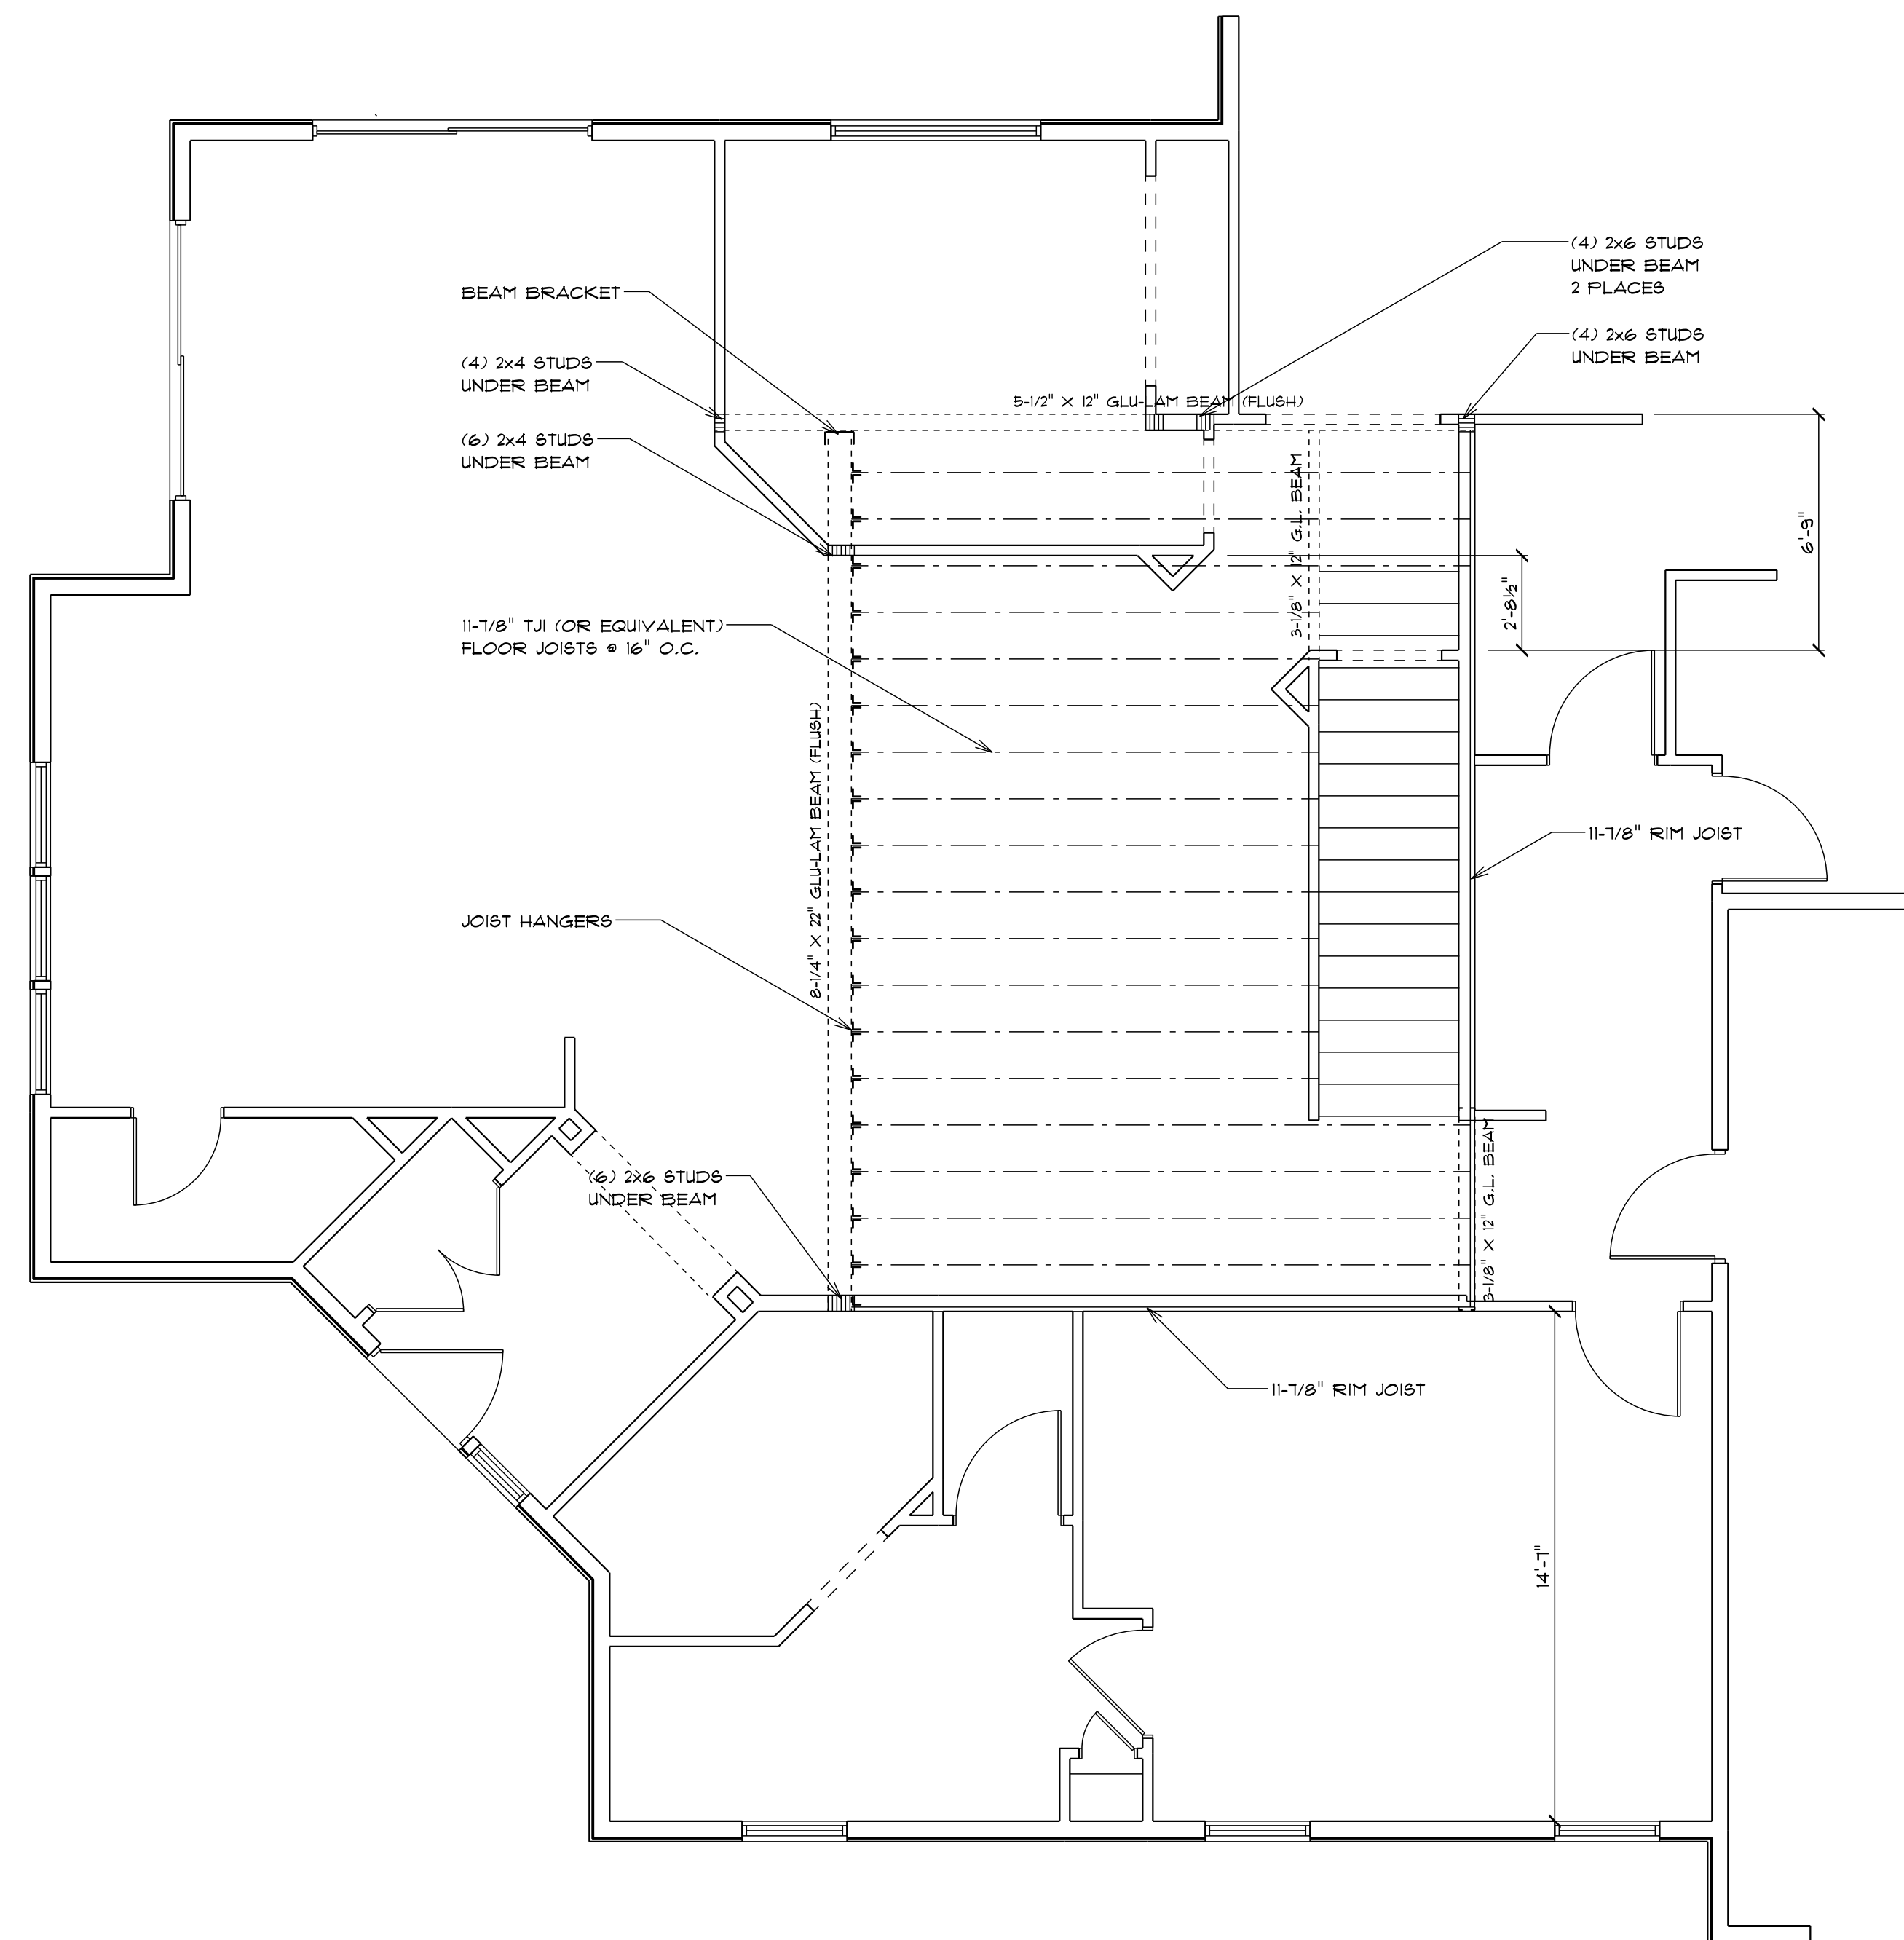 (4) 2x6 STUDS
UNDER BEAM
2 PLACES
BEAM BRACKET
(4) 2x6 STUDS
UNDER BEAM
(4) 2x4 STUDS
UNDER BEAM
5-1/2" X 12" GLU-LAM BEAM (FLUSH)
(6) 2x4 STUDS
UNDER BEAM
3-1/8" X 12" G.L. BEAM
6'-9"
2'-8½"
11-7/8" TJI (OR EQUIVALENT)
FLOOR JOISTS @ 16" O.C.
8-1/4" X 22" GLU-LAM BEAM (FLUSH)
11-7/8" RIM JOIST
JOIST HANGERS
(6) 2x6 STUDS
UNDER BEAM
3-1/8" X 12" G.L. BEAM
11-7/8" RIM JOIST
14'-7"